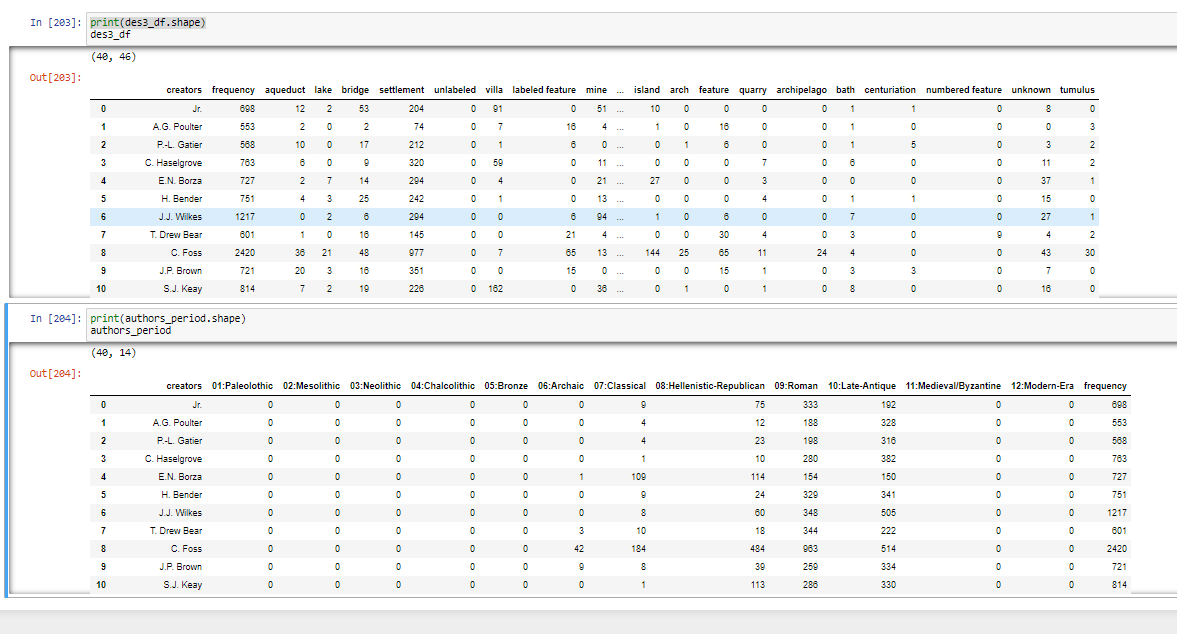 In [203]: print(des3_df.shape)
des3_df
(40, 46)
Out[203]:
creators frequency aqueduct lake bridge settlement unlabeled villa labeled feature mine ... island arch feature quarry archipelago bath centuriation numbered feature unknown tumulus
0 Jr. 698 12 2 53 204 0 91 0 51 ... 10 0 0 0 0 1 1 0 8 0
1 A.G. Poulter 553 2 0 2 74 0 7 16 4 ... 1 0 16 0 0 1 0 0 0 3
2 P.-L. Gatier 568 10 0 17 212 0 1 6 0 ... 0 1 6 0 0 1 5 0 3 2
3 C. Haselgrove 763 6 0 9 320 0 59 0 11 ... 0 0 0 7 0 6 0 0 11 2
4 E.N. Borza 727 2 7 14 294 0 4 0 21 ... 27 0 0 3 0 0 0 0 37 1
5 H. Bender 751 4 3 25 242 0 1 0 13 ... 0 0 0 4 0 1 1 0 15 0
6 J.J. Wilkes 1217 0 2 6 294 0 0 6 94 ... 1 0 6 0 0 7 0 0 27 1
7 T. Drew Bear 601 1 0 16 145 0 0 21 4 ... 0 0 30 4 0 3 0 9 4 2
8 C. Foss 2420 36 21 48 977 0 7 65 13 ... 144 25 65 11 24 4 0 0 43 30
9 J.P. Brown 721 20 3 16 351 0 0 15 0 ... 0 0 15 1 0 3 3 0 7 0
10 S.J. Keay 814 7 2 19 226 0 162 0 36 ... 0 1 0 1 0 8 0 0 16 0
In [204]: print(authors_period.shape)
authors_period
(40, 14)
Out[204]:
creators 01:Paleolothic 02:Mesolithic 03:Neolithic 04:Chalcolithic 05:Bronze 06:Archaic 07:Classical 08:Hellenistic-Republican 09:Roman 10:Late-Antique 11:Medieval/Byzantine 12:Modern-Era frequency
0 Jr. 0 0 0 0 0 0 9 75 333 192 0 0 698
1 A.G. Poulter 0 0 0 0 0 0 4 12 188 328 0 0 553
2 P.-L. Gatier 0 0 0 0 0 0 4 23 198 316 0 0 568
3 C. Haselgrove 0 0 0 0 0 0 1 10 280 382 0 0 763
4 E.N. Borza 0 0 0 0 0 1 109 114 154 150 0 0 727
5 H. Bender 0 0 0 0 0 0 9 24 329 341 0 0 751
6 J.J. Wilkes 0 0 0 0 0 0 8 60 348 505 0 0 1217
7 T. Drew Bear 0 0 0 0 0 3 10 18 344 222 0 0 601
8 C. Foss 0 0 0 0 0 42 184 484 963 514 0 0 2420
9 J.P. Brown 0 0 0 0 0 9 8 39 259 334 0 0 721
10 S.J. Keay 0 0 0 0 0 0 1 113 286 330 0 0 814